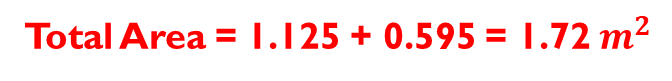 Total Area = 1.125 + 0.595 = 1.72 m²